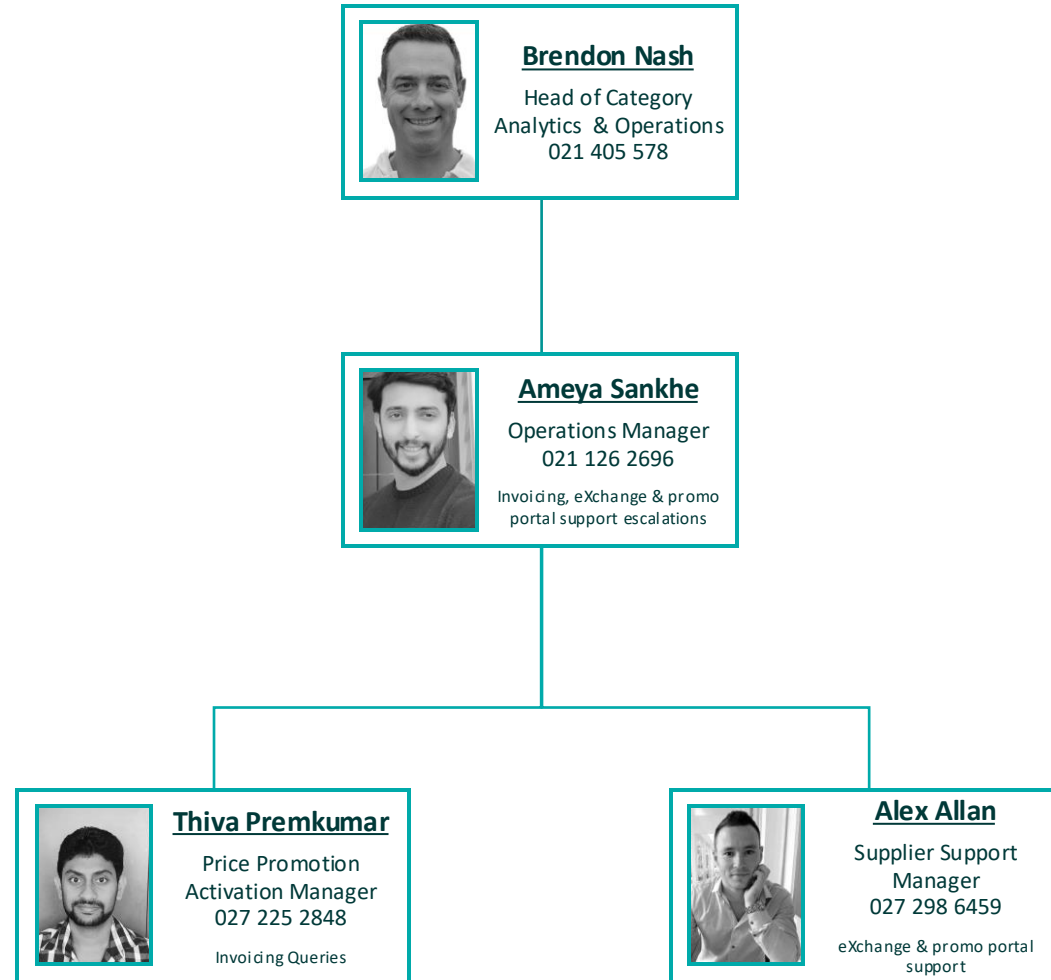 Brendon Nash
Head of Category
Analytics & Operations
021 405 578
Ameya Sankhe
Operations Manager
021 126 2696
Invoicing, eXchange & promo
portal support escalations
Thiva Premkumar
Price Promotion
Activation Manager
027 225 2848
Invoicing Queries
Alex Allan
Supplier Support
Manager
027 298 6459
eXchange & promo portal
support